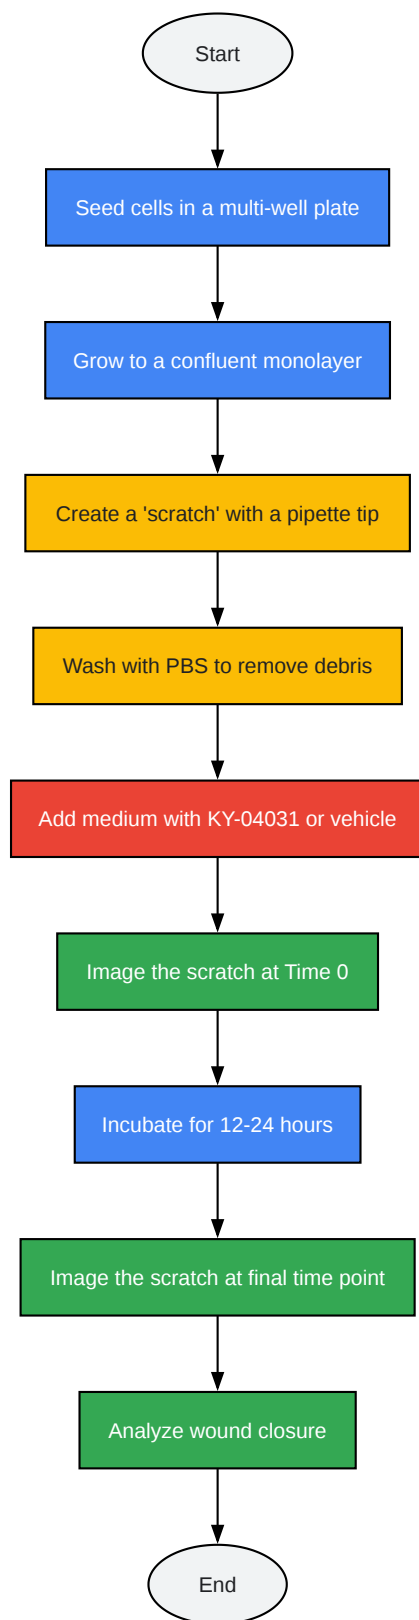 Start
Seed cells in a multi-well plate
Grow to a confluent monolayer
Create a 'scratch' with a pipette tip
Wash with PBS to remove debris
Add medium with KY-04031 or vehicle
Image the scratch at Time 0
Incubate for 12-24 hours
Image the scratch at final time point
Analyze wound closure
End